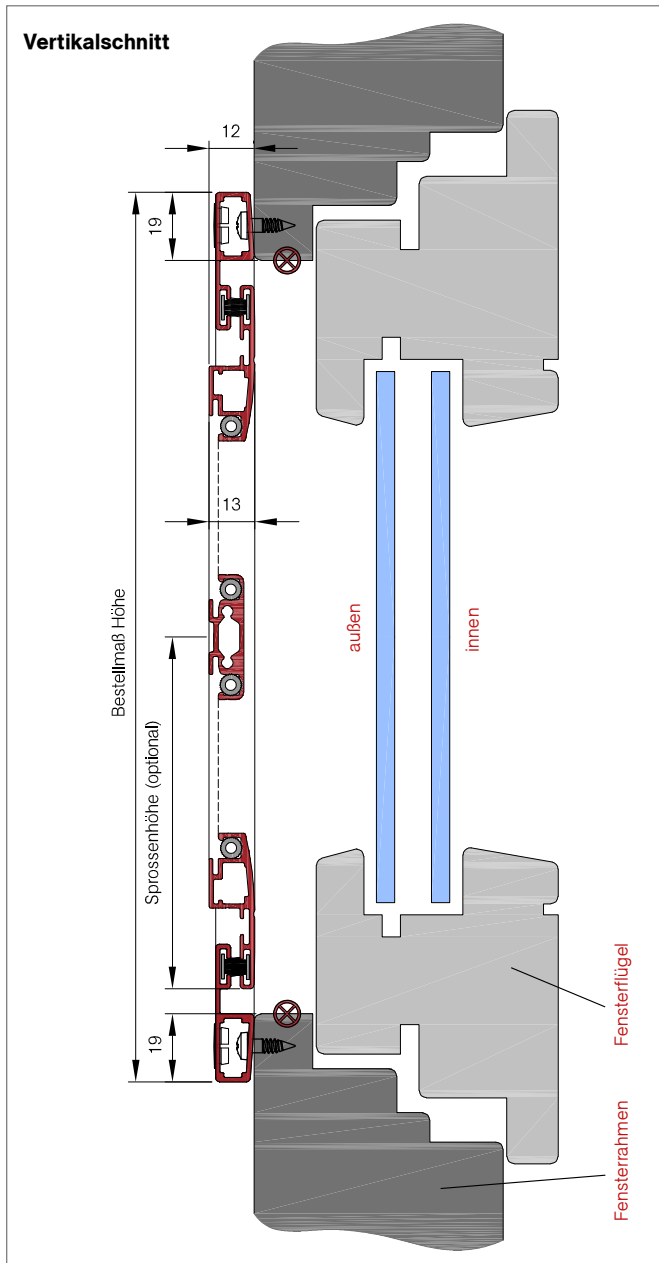 Vertikalschnitt
12
19
13
Bestellmaß Höhe
Sprossenhöhe (optional)
außen
innen
19
Fensterflügel
Fensterrahmen